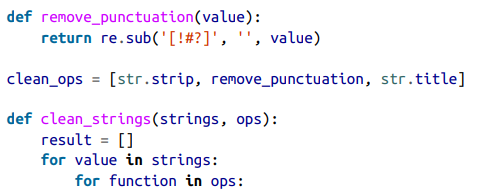 def remove_punctuation(value):
    return re.sub('[!#?]', '', value)

clean_ops = [str.strip, remove_punctuation, str.title]

def clean_strings(strings, ops):
    result = []
    for value in strings:
        for function in ops: